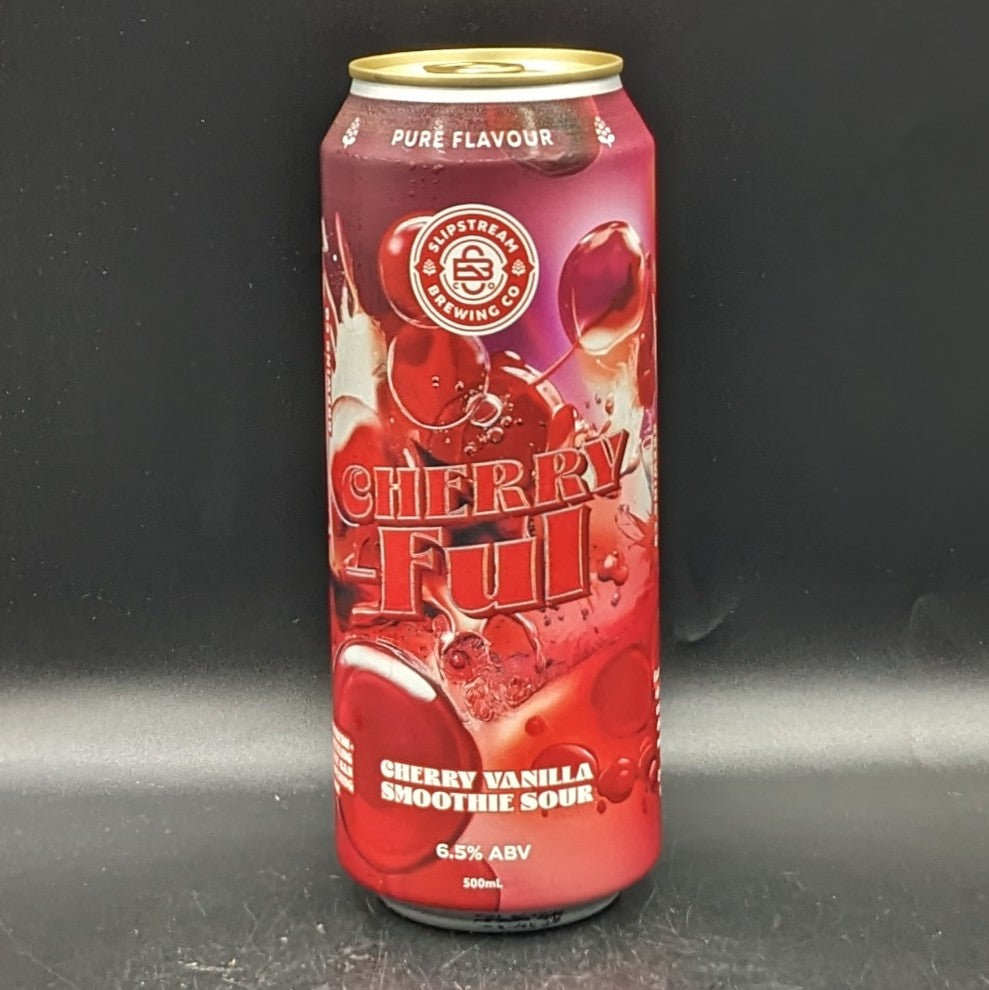 PURE FLAVOUR
SLIPSTREAM
BREWING CO
CHERRY
-FUL
CHERRY VANILLA
SMOOTHIE SOUR
6.5% ABV
500mL